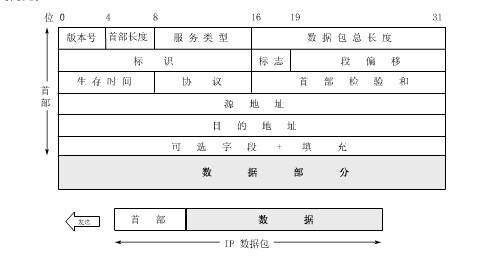 位 0 4 8 16 19 31
版本号 首部长度 服务类型 数据包总长度
标识 标志 段偏移
生存时间 协议 首部检验和
首部
源地址
目的地址
可选字段 + 填充
数据部分
发送 首部 数据
IP 数据包